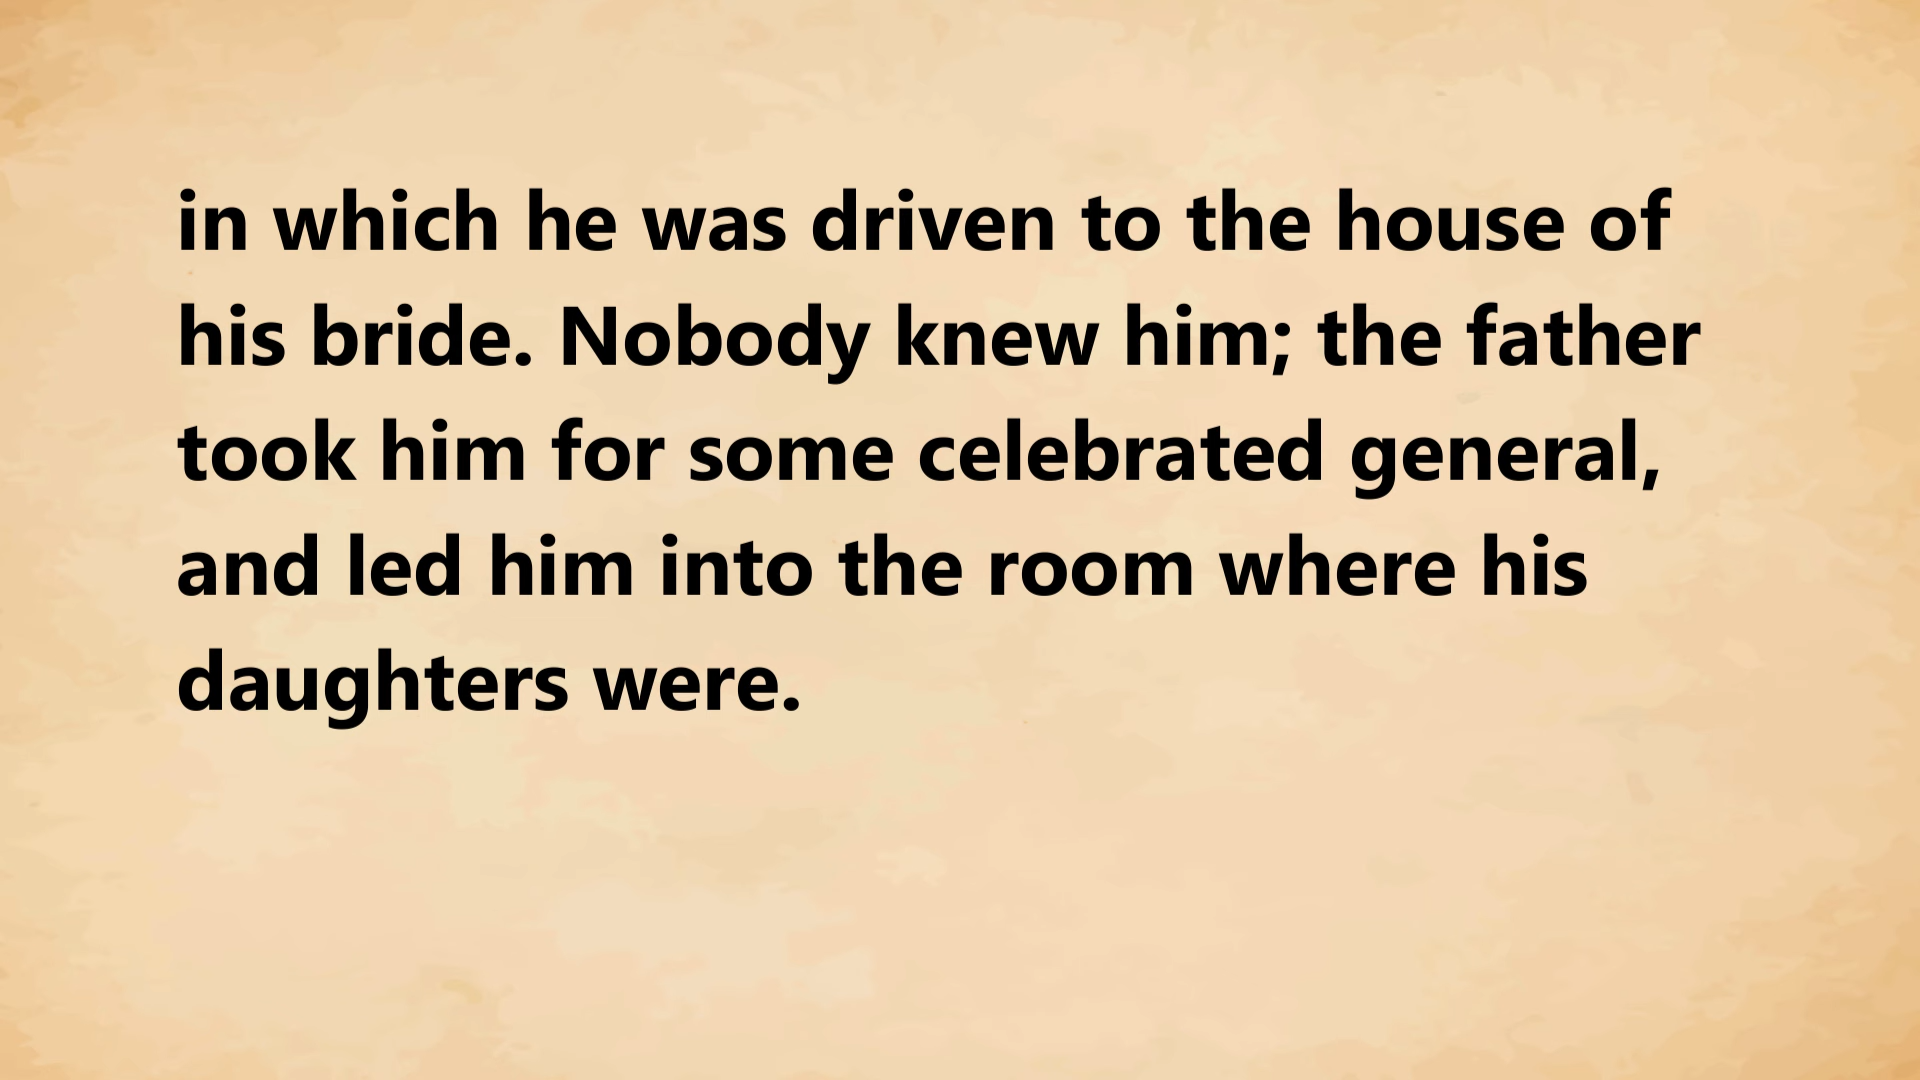 in which he was driven to the house of
his bride. Nobody knew him; the father
took him for some celebrated general,
and led him into the room where his
daughters were.